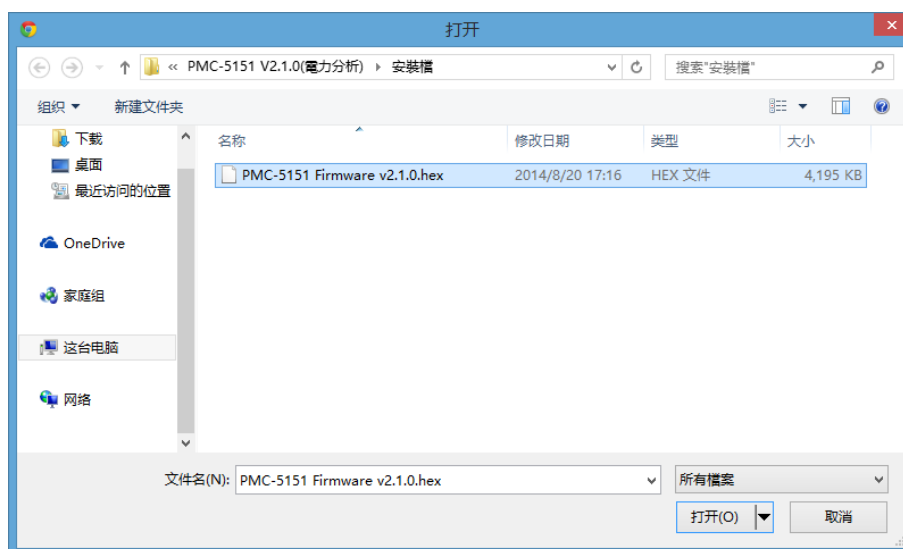 打开
« PMC-5151 V2.1.0(電力分析) 安裝檔
搜索"安裝檔"
组织 新建文件夹
名称 修改日期 类型 大小
PMC-5151 Firmware v2.1.0.hex 2014/8/20 17:16 HEX 文件 4,195 KB
下载
桌面
最近访问的位置
OneDrive
家庭组
这台电脑
网络
文件名(N): PMC-5151 Firmware v2.1.0.hex 所有檔案
打开(O) 取消